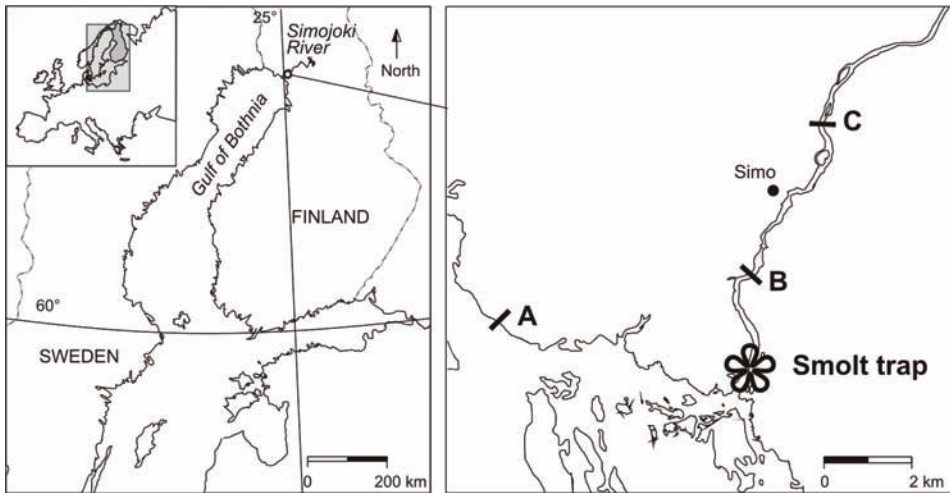 25°
Simojoki
River
North
Gulf of Bothnia
FINLAND
60°
SWEDEN
0 200 km
C
Simo
B
A
Smolt trap
0 2 km